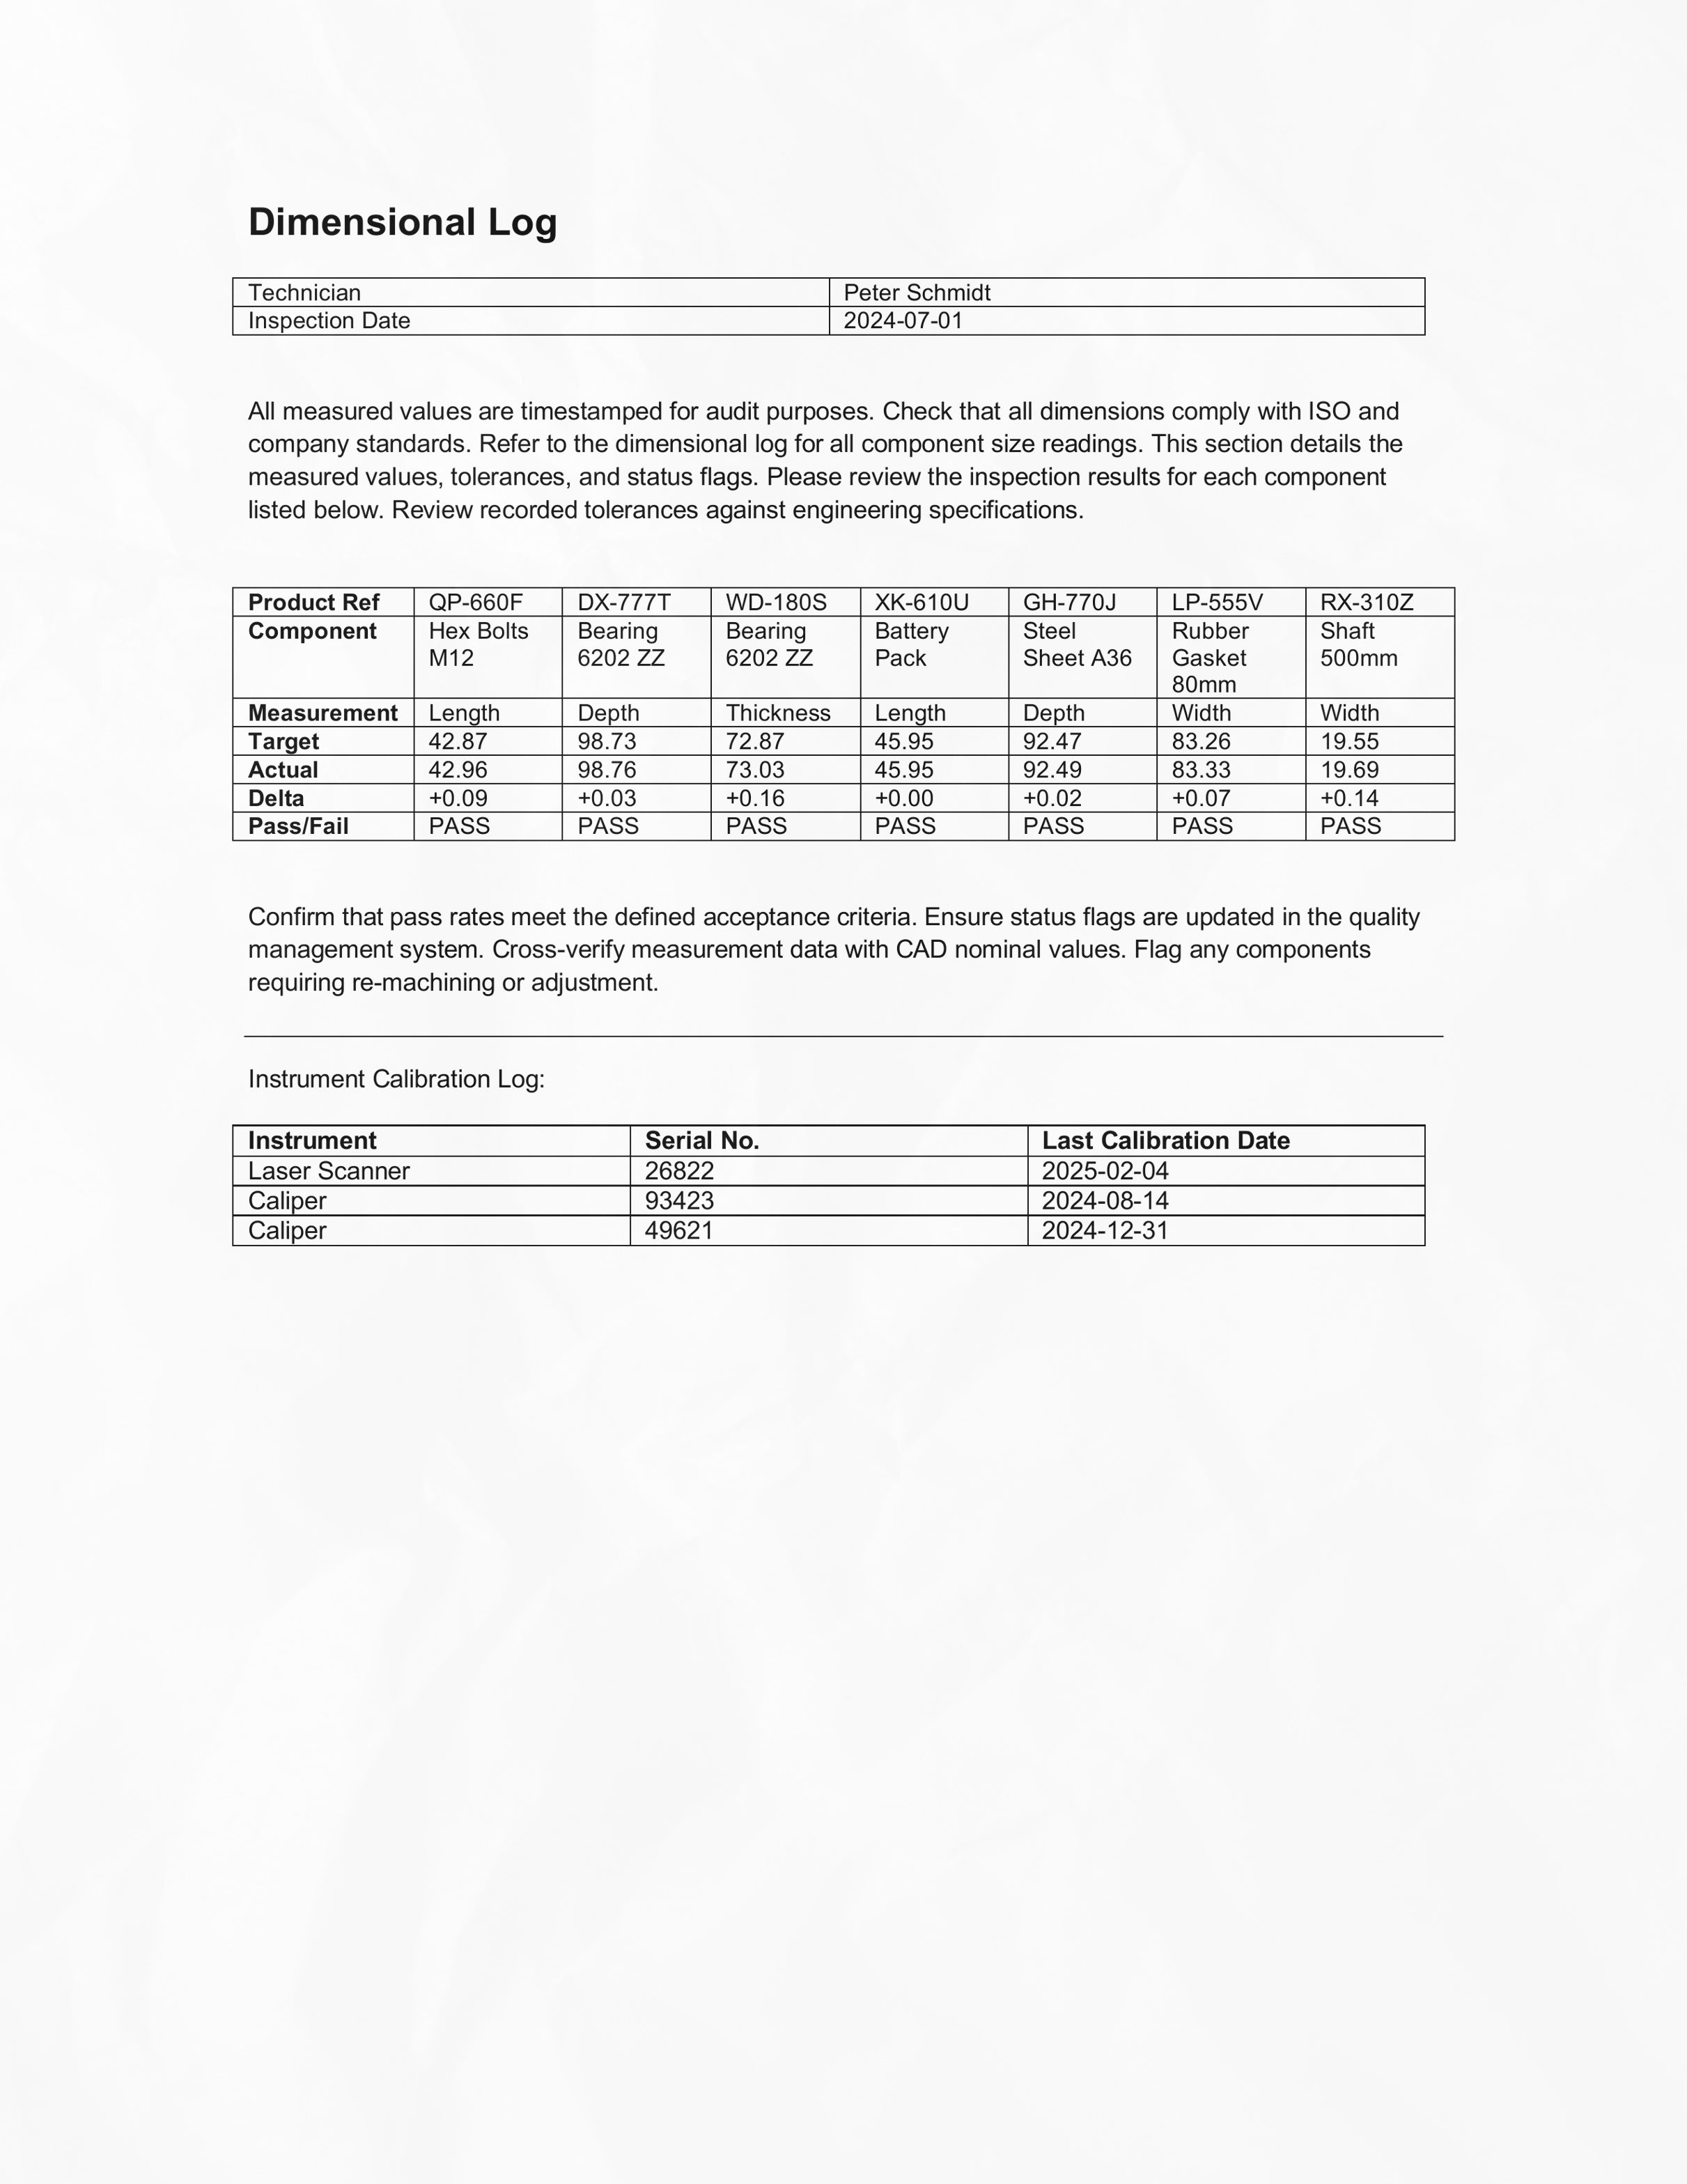 Dimensional Log
Technician Peter Schmidt
Inspection Date 2024-07-01
All measured values are timestamped for audit purposes. Check that all dimensions comply with ISO and
company standards. Refer to the dimensional log for all component size readings. This section details the
measured values, tolerances, and status flags. Please review the inspection results for each component
listed below. Review recorded tolerances against engineering specifications.
Product Ref QP-660F DX-777T WD-180S XK-610U GH-770J LP-555V RX-310Z
Component Hex Bolts Bearing Bearing Battery Steel Rubber Shaft
M12 6202 ZZ 6202 ZZ Pack Sheet A36 Gasket 500mm
80mm
Measurement Length Depth Thickness Length Depth Width Width
Target 42.87 98.73 72.87 45.95 92.47 83.26 19.55
Actual 42.96 98.76 73.03 45.95 92.49 83.33 19.69
Delta +0.09 +0.03 +0.16 +0.00 +0.02 +0.07 +0.14
Pass/Fail PASS PASS PASS PASS PASS PASS PASS
Confirm that pass rates meet the defined acceptance criteria. Ensure status flags are updated in the quality
management system. Cross-verify measurement data with CAD nominal values. Flag any components
requiring re-machining or adjustment.
Instrument Calibration Log:
Instrument Serial No. Last Calibration Date
Laser Scanner 26822 2025-02-04
Caliper 93423 2024-08-14
Caliper 49621 2024-12-31